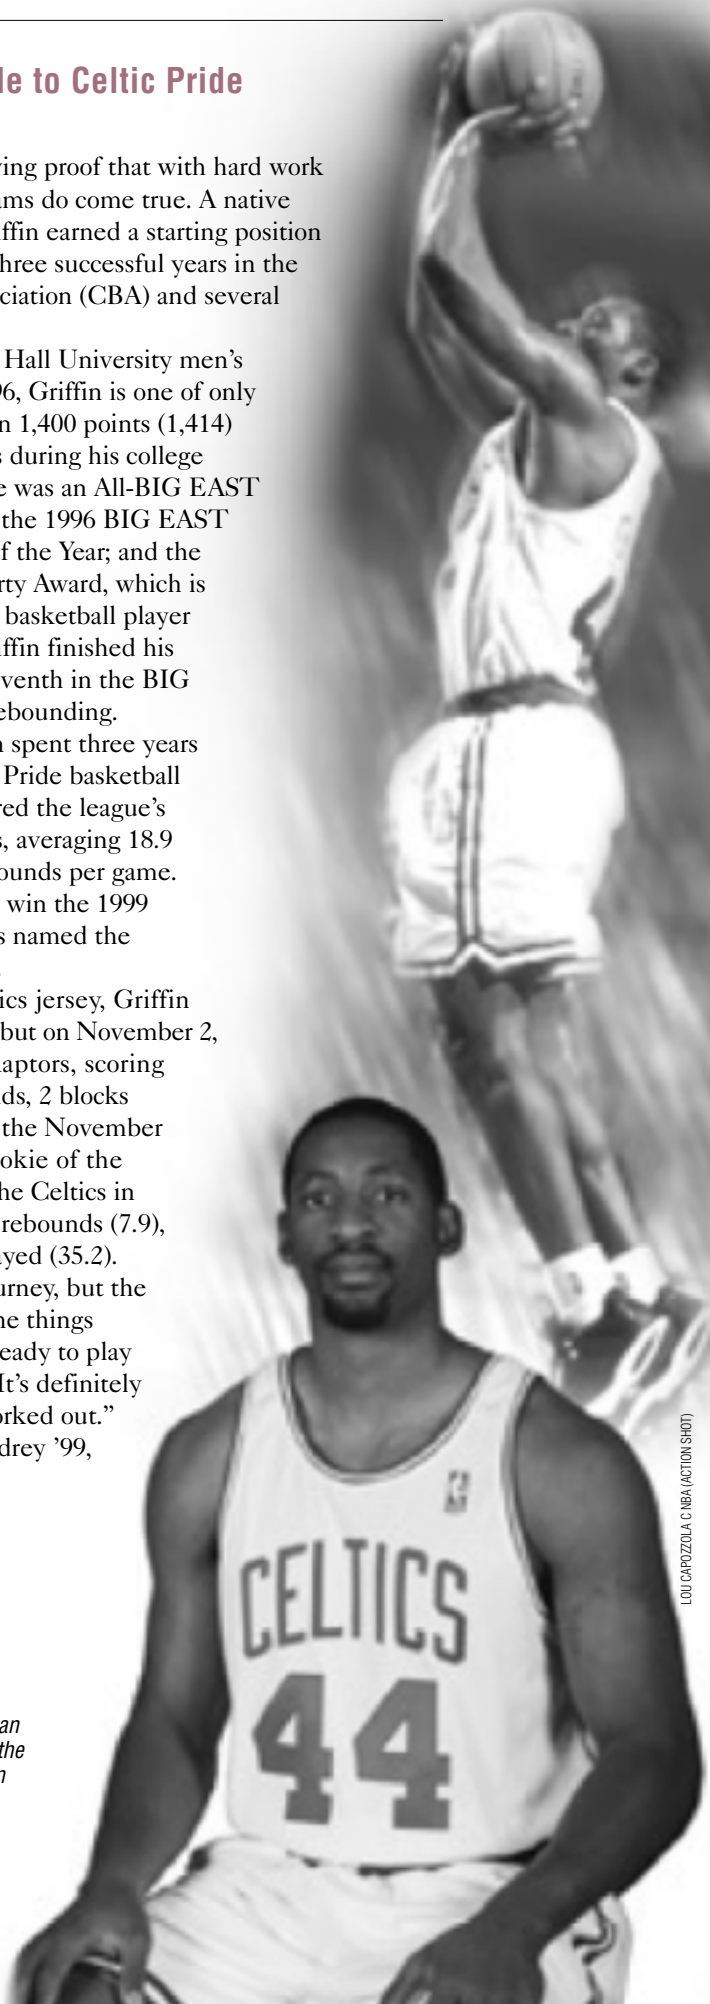 le to Celtic Pride
ving proof that with hard work
ams do come true. A native
iffin earned a starting position
three successful years in the
ciation (CBA) and several
Hall University men’s
96, Griffin is one of only
n 1,400 points (1,414)
s during his college
e was an All-BIG EAST
the 1996 BIG EAST
f the Year; and the
rty Award, which is
basketball player
iffin finished his
venth in the BIG
ebounding.
n spent three years
Pride basketball
red the league’s
s, averaging 18.9
ounds per game.
win the 1999
s named the
ics jersey, Griffin
but on November 2,
aptors, scoring
ds, 2 blocks
the November
okie of the
he Celtics in
rebounds (7.9),
yed (35.2).
urney, but the
he things
eady to play
It’s definitely
orked out.”
drey ’99,
an
the
n
CELTICS
44
LOU CAPOZZOLA C NBA (ACTION SHOT)